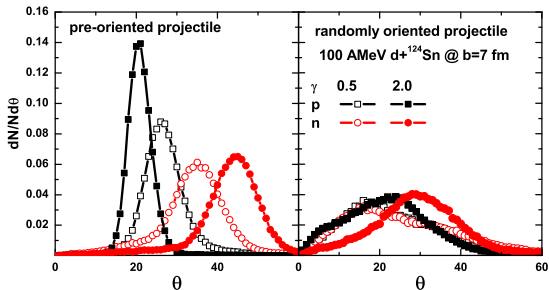 0.16
0.14
0.12
0.10
0.08
0.06
0.04
0.02
dN/Ndθ
pre-oriented projectile
0 20 40
θ
randomly oriented projectile
100 AMeV d+¹²⁴Sn @ b=7 fm
γ 0.5 2.0
p
n
0 20 40 60
θ